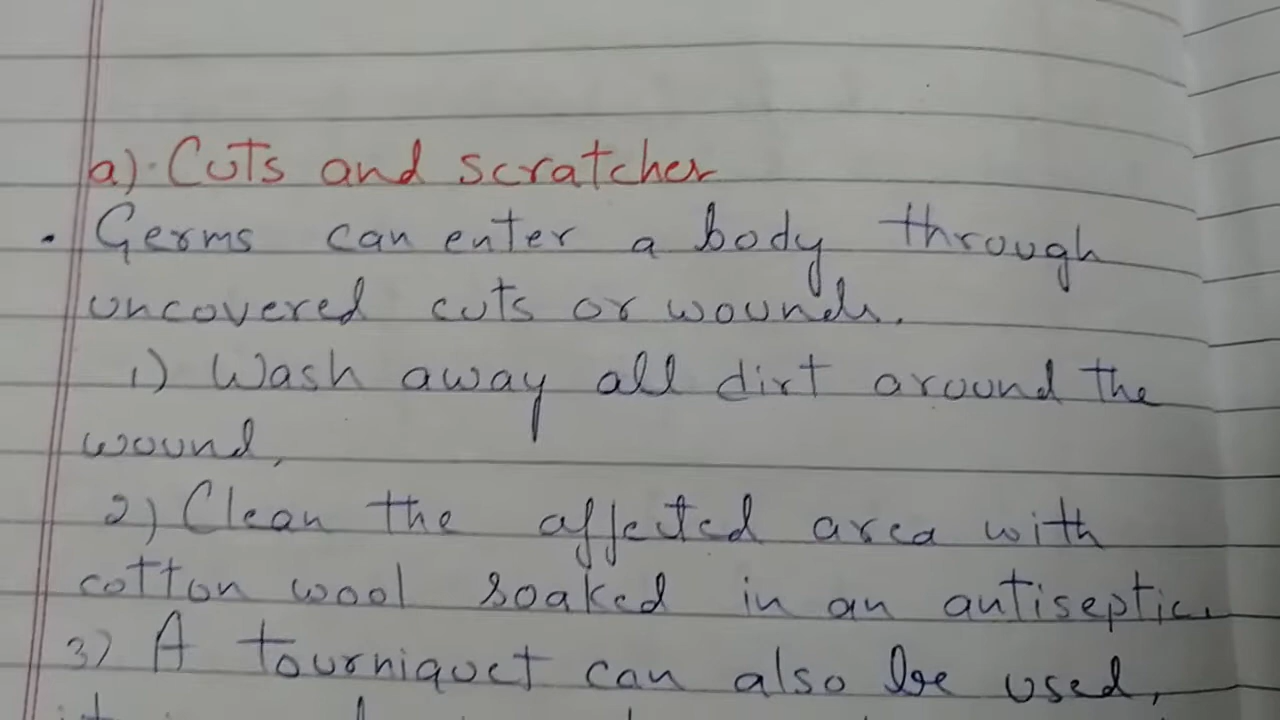 a). Cuts and scratches
• Germs can enter a body through
uncovered cuts or wounds.
1) Wash away all dirt around the
wound,
2) Clean the affected area with
cotton wool soaked in an antiseptic.
3) A tourniquet can also be used,